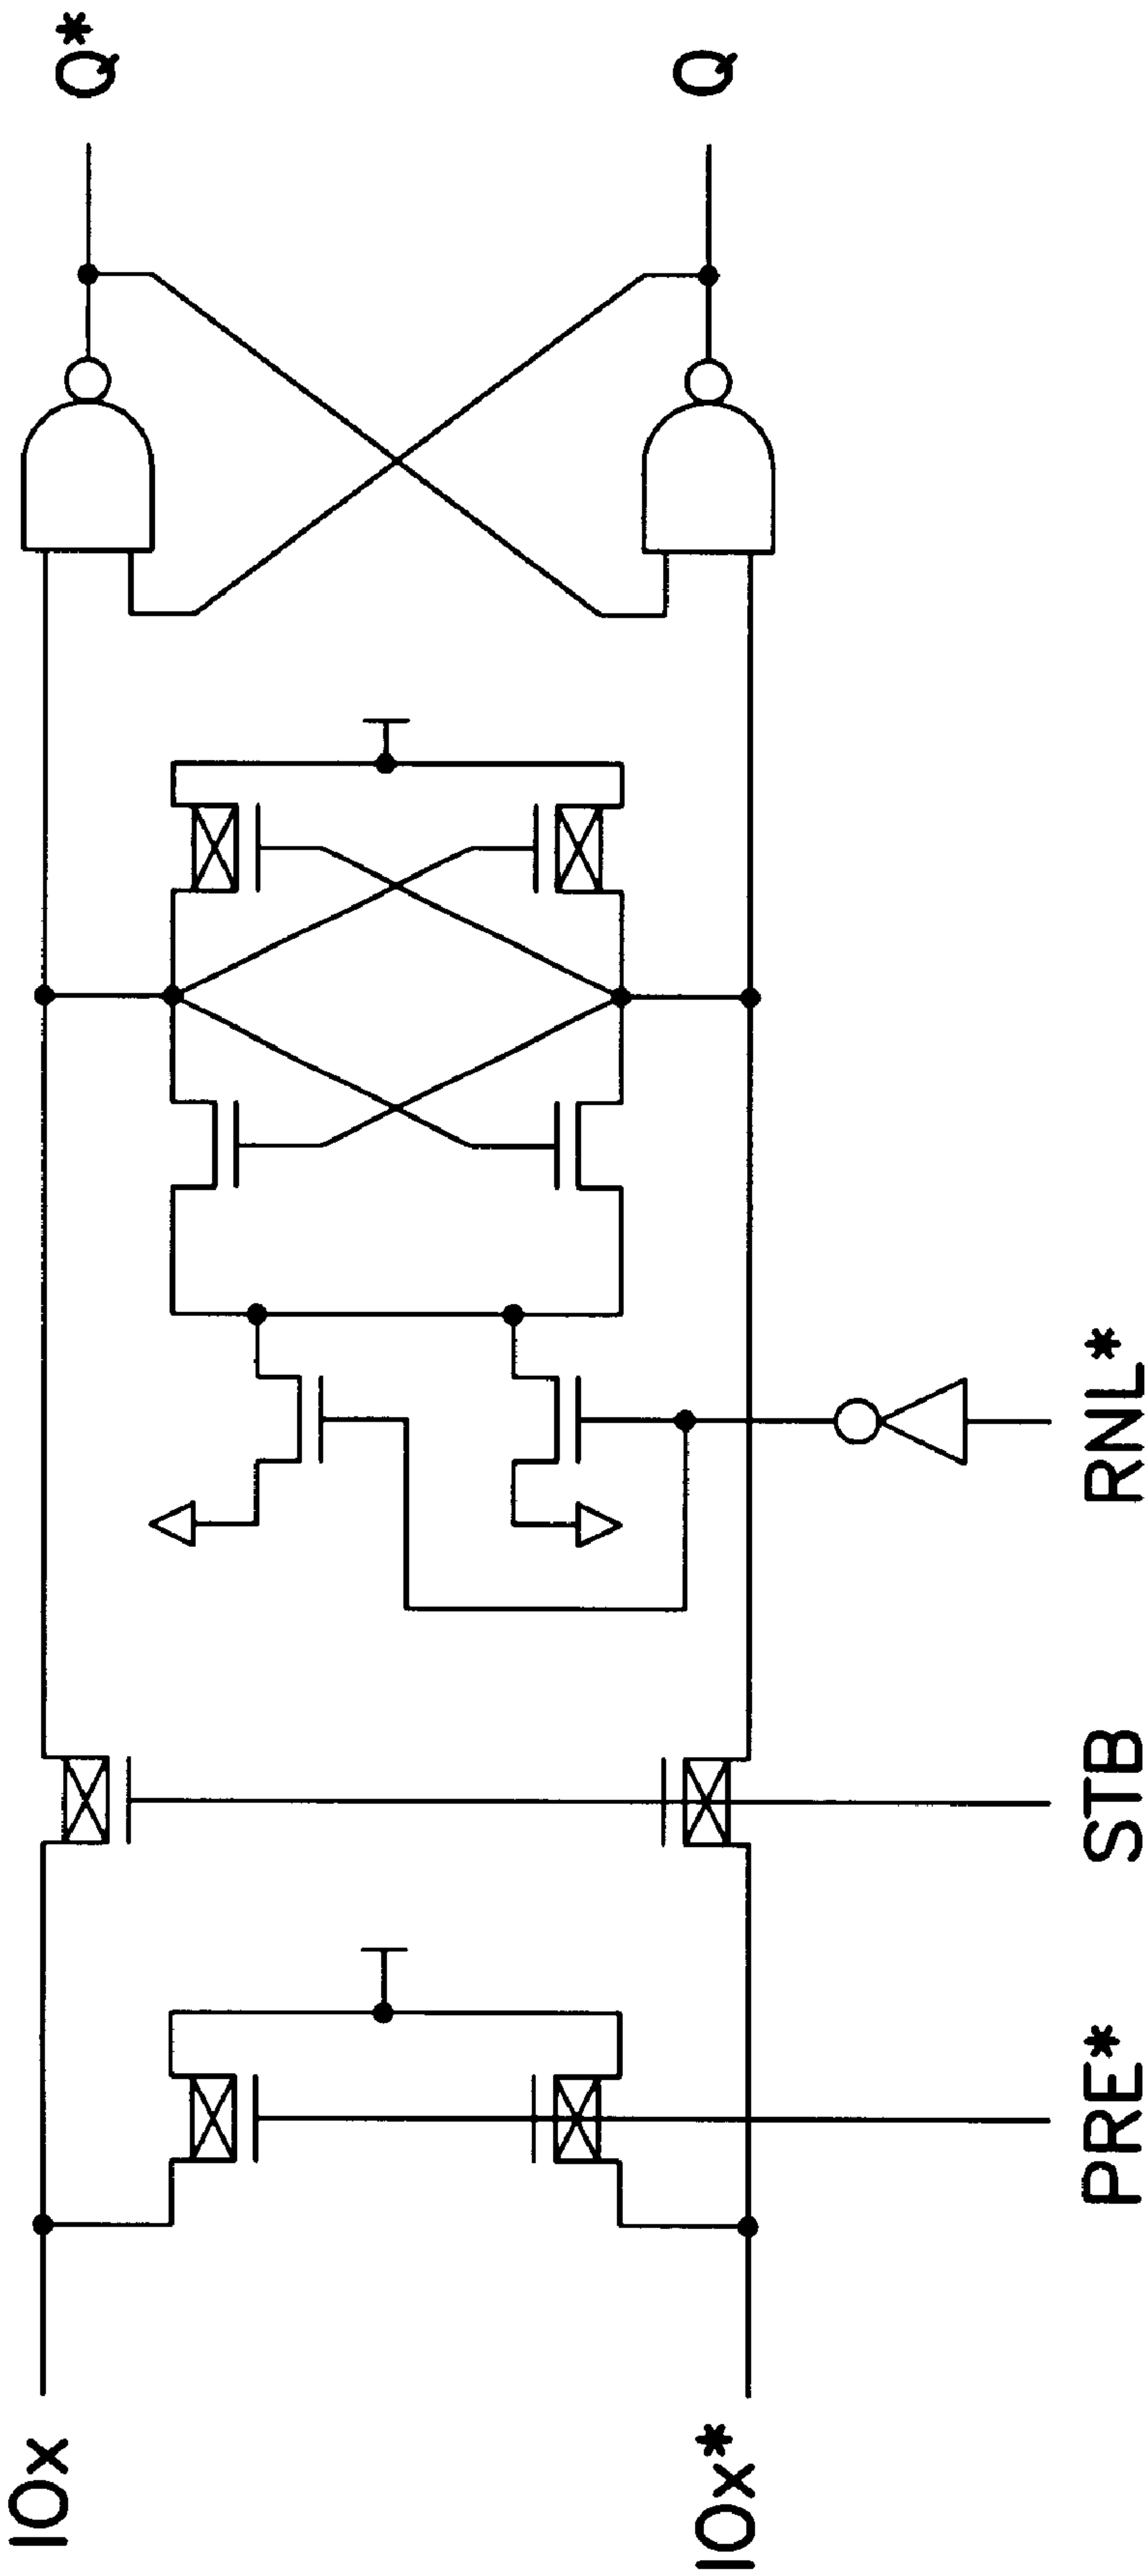 IOx
IOx*
PRE*
STB
RNL*
Q*
Q